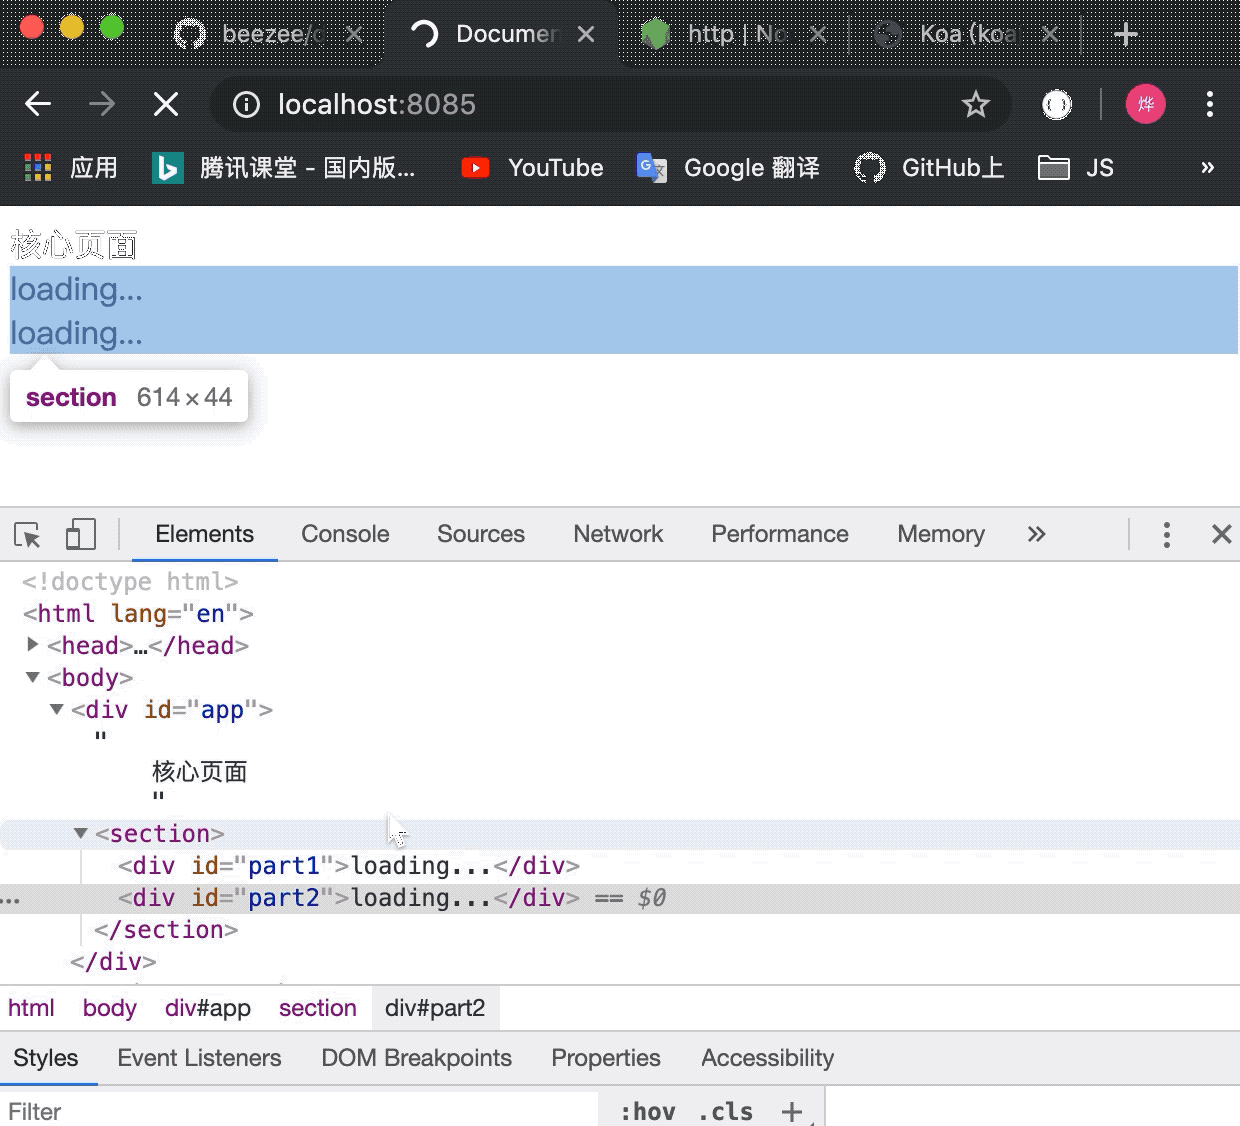 beezee/
Documen
http | No
Koa (koa
localhost:8085
烨
应用
腾讯课堂 - 国内版...
YouTube
Google 翻译
GitHub上
JS
»
核心页面
loading...
loading...
section 614 × 44
Elements Console Sources Network Performance Memory »
<!doctype html>
<html lang="en">
<head>…</head>
<body>
<div id="app">
"
核心页面
"
<section>
<div id="part1">loading...</div>
<div id="part2">loading...</div> == $0
</section>
</div>
html body div#app section div#part2
Styles Event Listeners DOM Breakpoints Properties Accessibility
Filter :hov .cls +